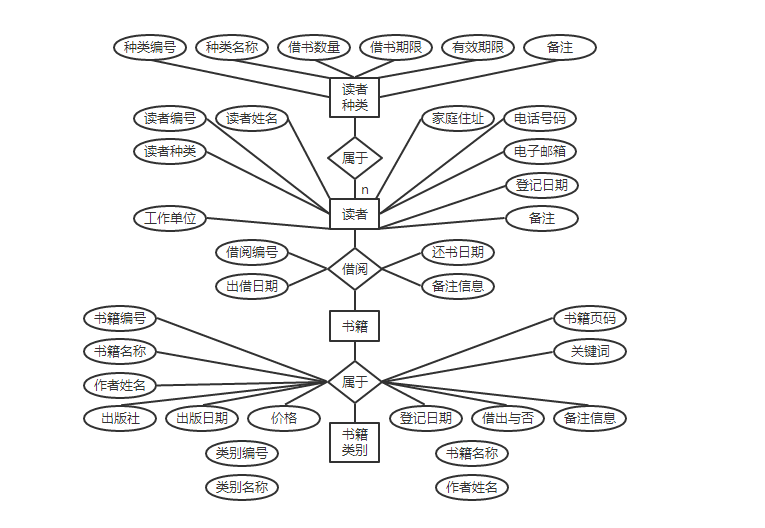 种类编号 种类名称 借书数量 借书期限 有效期限 备注
读者
种类
读者编号 读者姓名 家庭住址 电话号码
读者种类 属于 电子邮箱
n 登记日期
工作单位 读者 备注
借阅编号 还书日期
借阅
出借日期 备注信息
书籍编号 书籍 书籍页码
书籍名称 关键词
作者姓名 属于
出版社 出版日期 价格 登记日期 借出与否 备注信息
书籍
类别
类别编号 书籍名称
类别名称 作者姓名